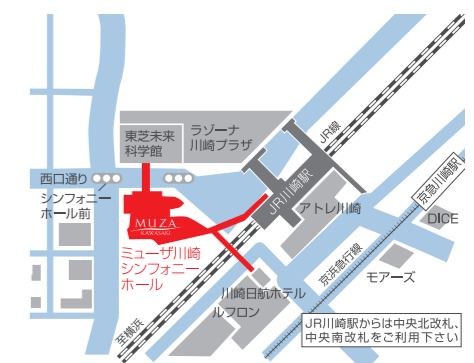 東芝未来
科学館
ラゾーナ
川崎プラザ
JR線
西口通り
シンフォニー
ホール前
MUZA
KAWASAKI
ミューザ川崎
シンフォニー
ホール
JR川崎駅
アトレ川崎
京急川崎駅
DICE
京浜急行線
モアーズ
川崎日航ホテル
ルフロン
至横浜
JR川崎駅からは中央北改札、
中央南改札をご利用下さい